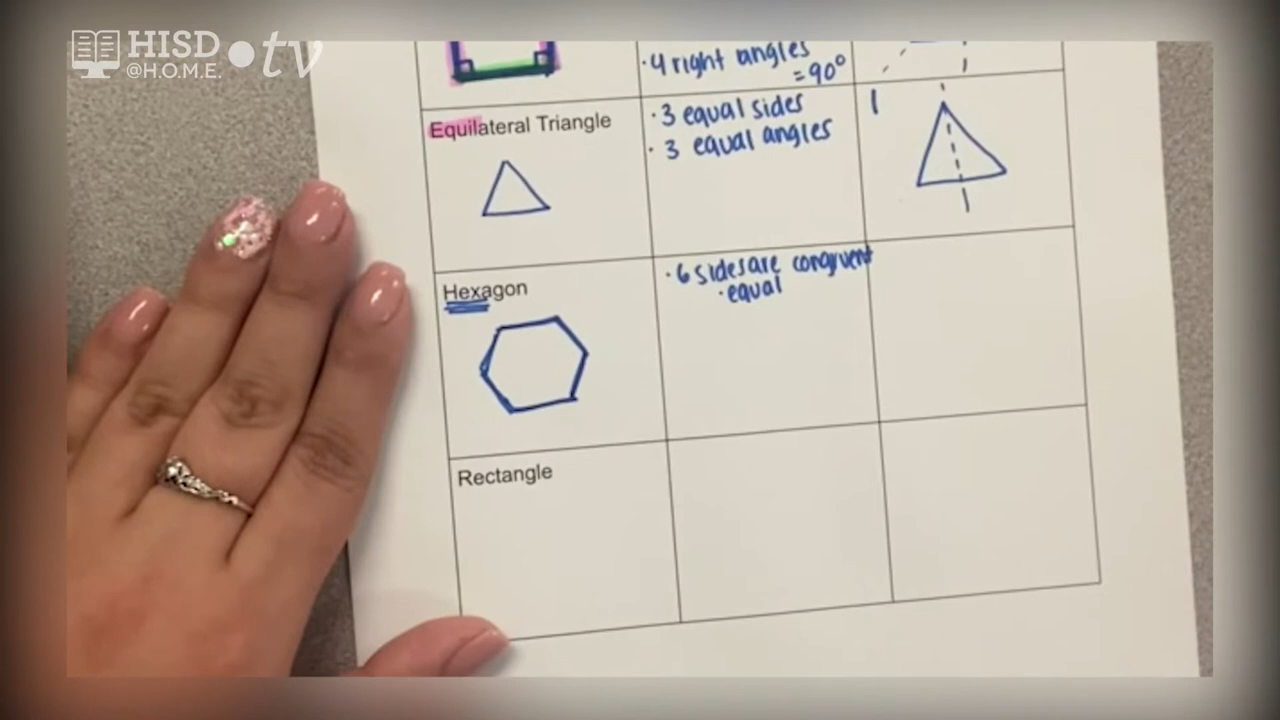 HISD
@H.O.M.E.
tv
• 4 right angles
= 90°
Equilateral Triangle
• 3 equal sides
• 3 equal angles
1
Hexagon
• 6 sides are congruent
• equal
Rectangle